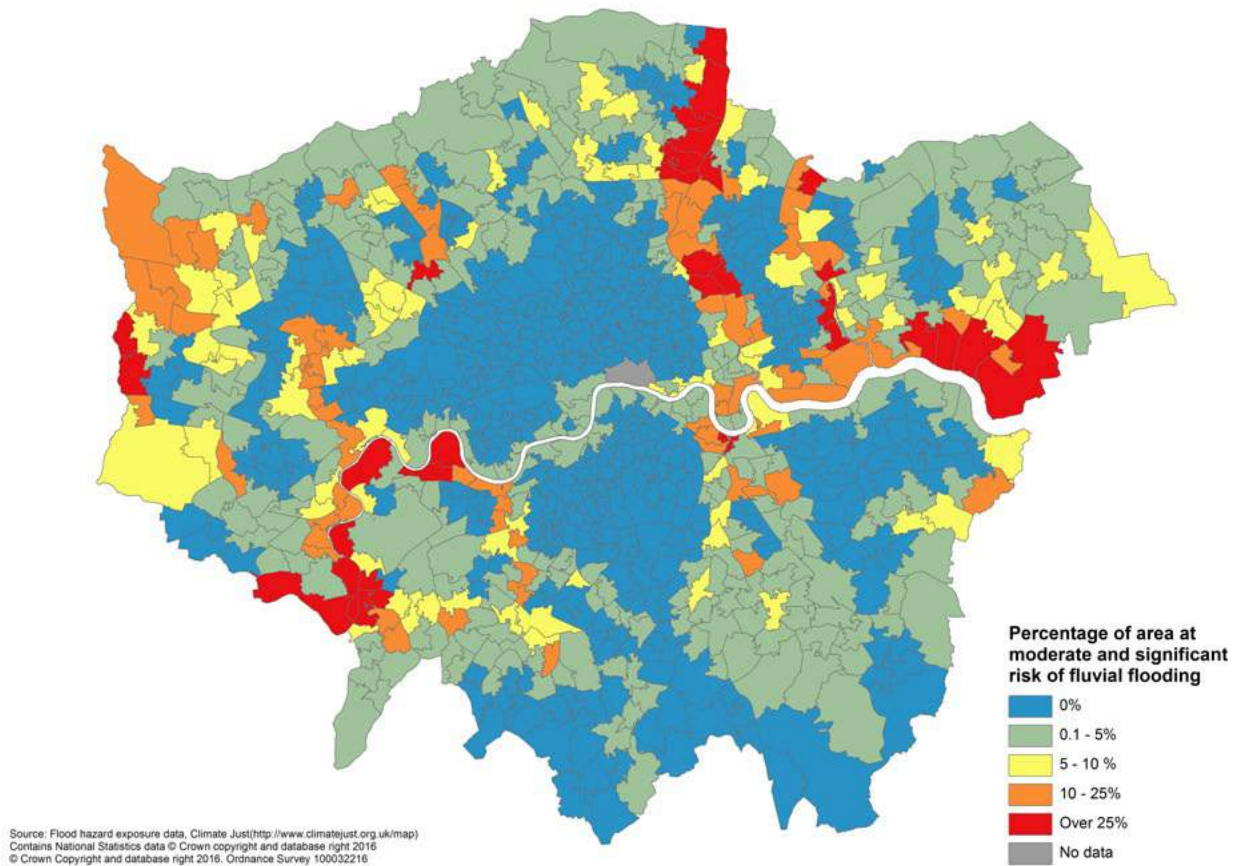 Percentage of area at
moderate and significant
risk of fluvial flooding
0%
0.1 - 5%
5 - 10 %
10 - 25%
Over 25%
No data
Source: Flood hazard exposure data, Climate Just(http://www.climatejust.org.uk/map)
Contains National Statistics data © Crown copyright and database right 2016
© Crown Copyright and database right 2016. Ordnance Survey 100032216